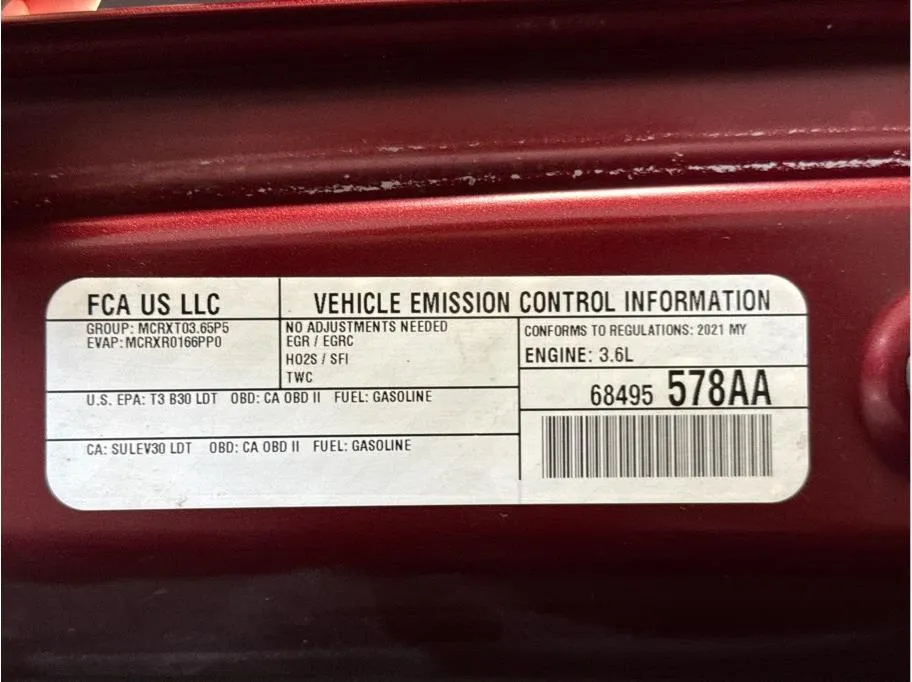 FCA US LLC
VEHICLE EMISSION CONTROL INFORMATION
GROUP: MCRXT03.65P5
EVAP: MCRXR0166PP0
NO ADJUSTMENTS NEEDED
EGR / EGRC
HO2S / SFI
TWC
CONFORMS TO REGULATIONS: 2021 MY
ENGINE: 3.6L
68495 578AA
U.S. EPA: T3 B30 LDT OBD: CA OBD II FUEL: GASOLINE
CA: SULEV30 LDT OBD: CA OBD II FUEL: GASOLINE